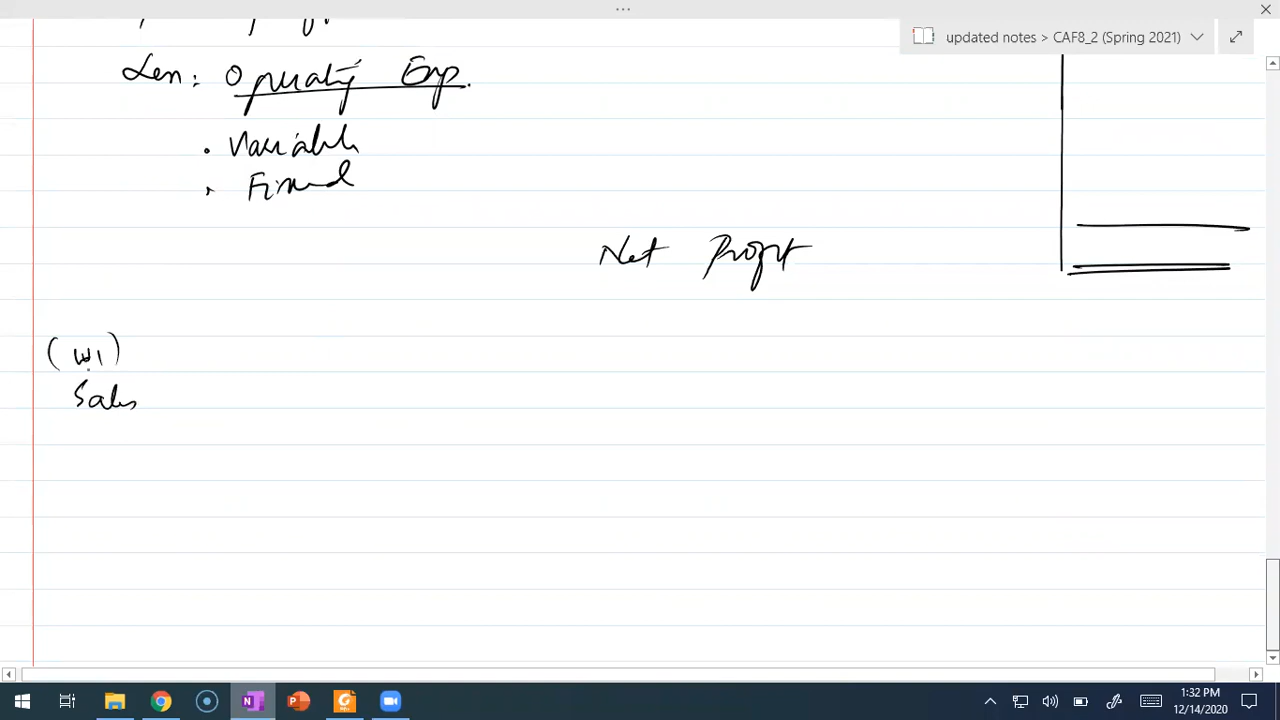 updated notes > CAF8_2 (Spring 2021)
Less: Operating Exp.
• Variable
• Fixed
Net Profit
(W1)
Sales
1:32 PM
12/14/2020